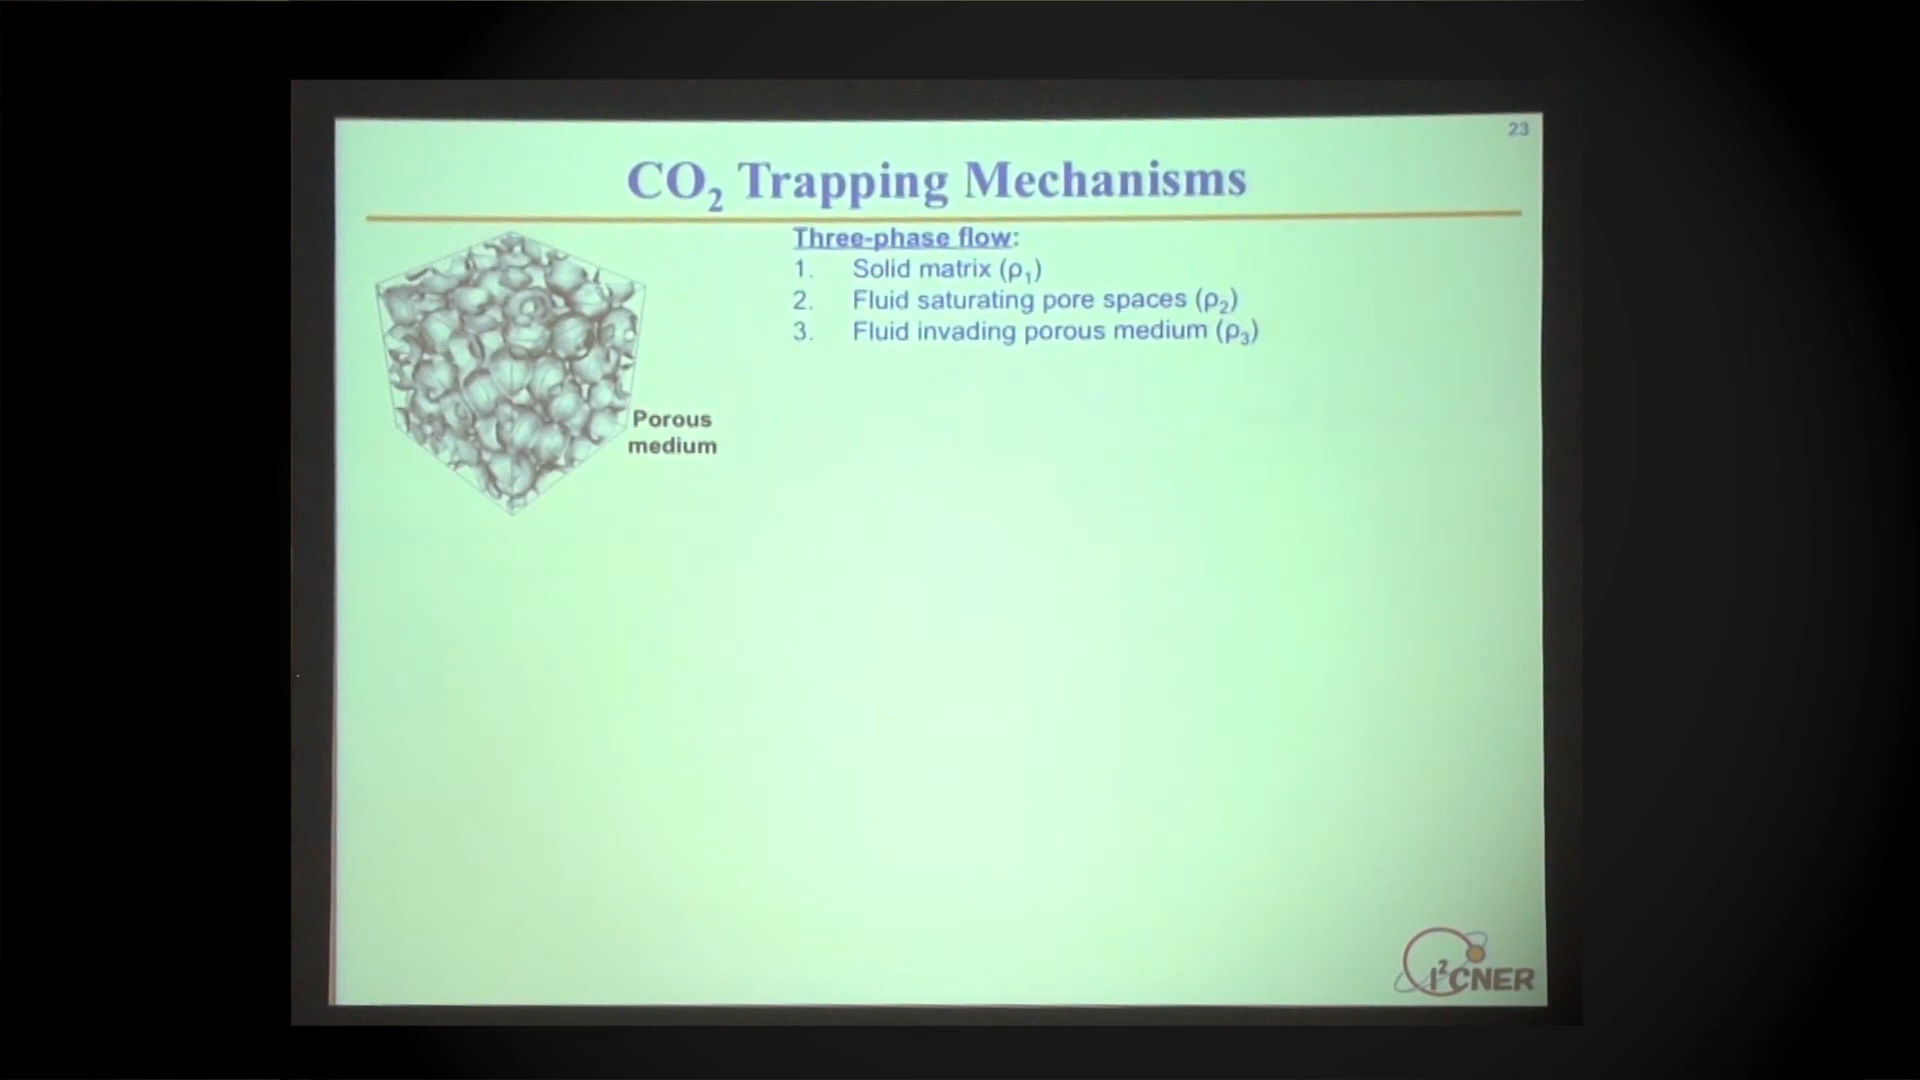 23
CO₂ Trapping Mechanisms
Three-phase flow:
1. Solid matrix (ρ₁)
2. Fluid saturating pore spaces (ρ₂)
3. Fluid invading porous medium (ρ₃)
Porous
medium
I²CNER